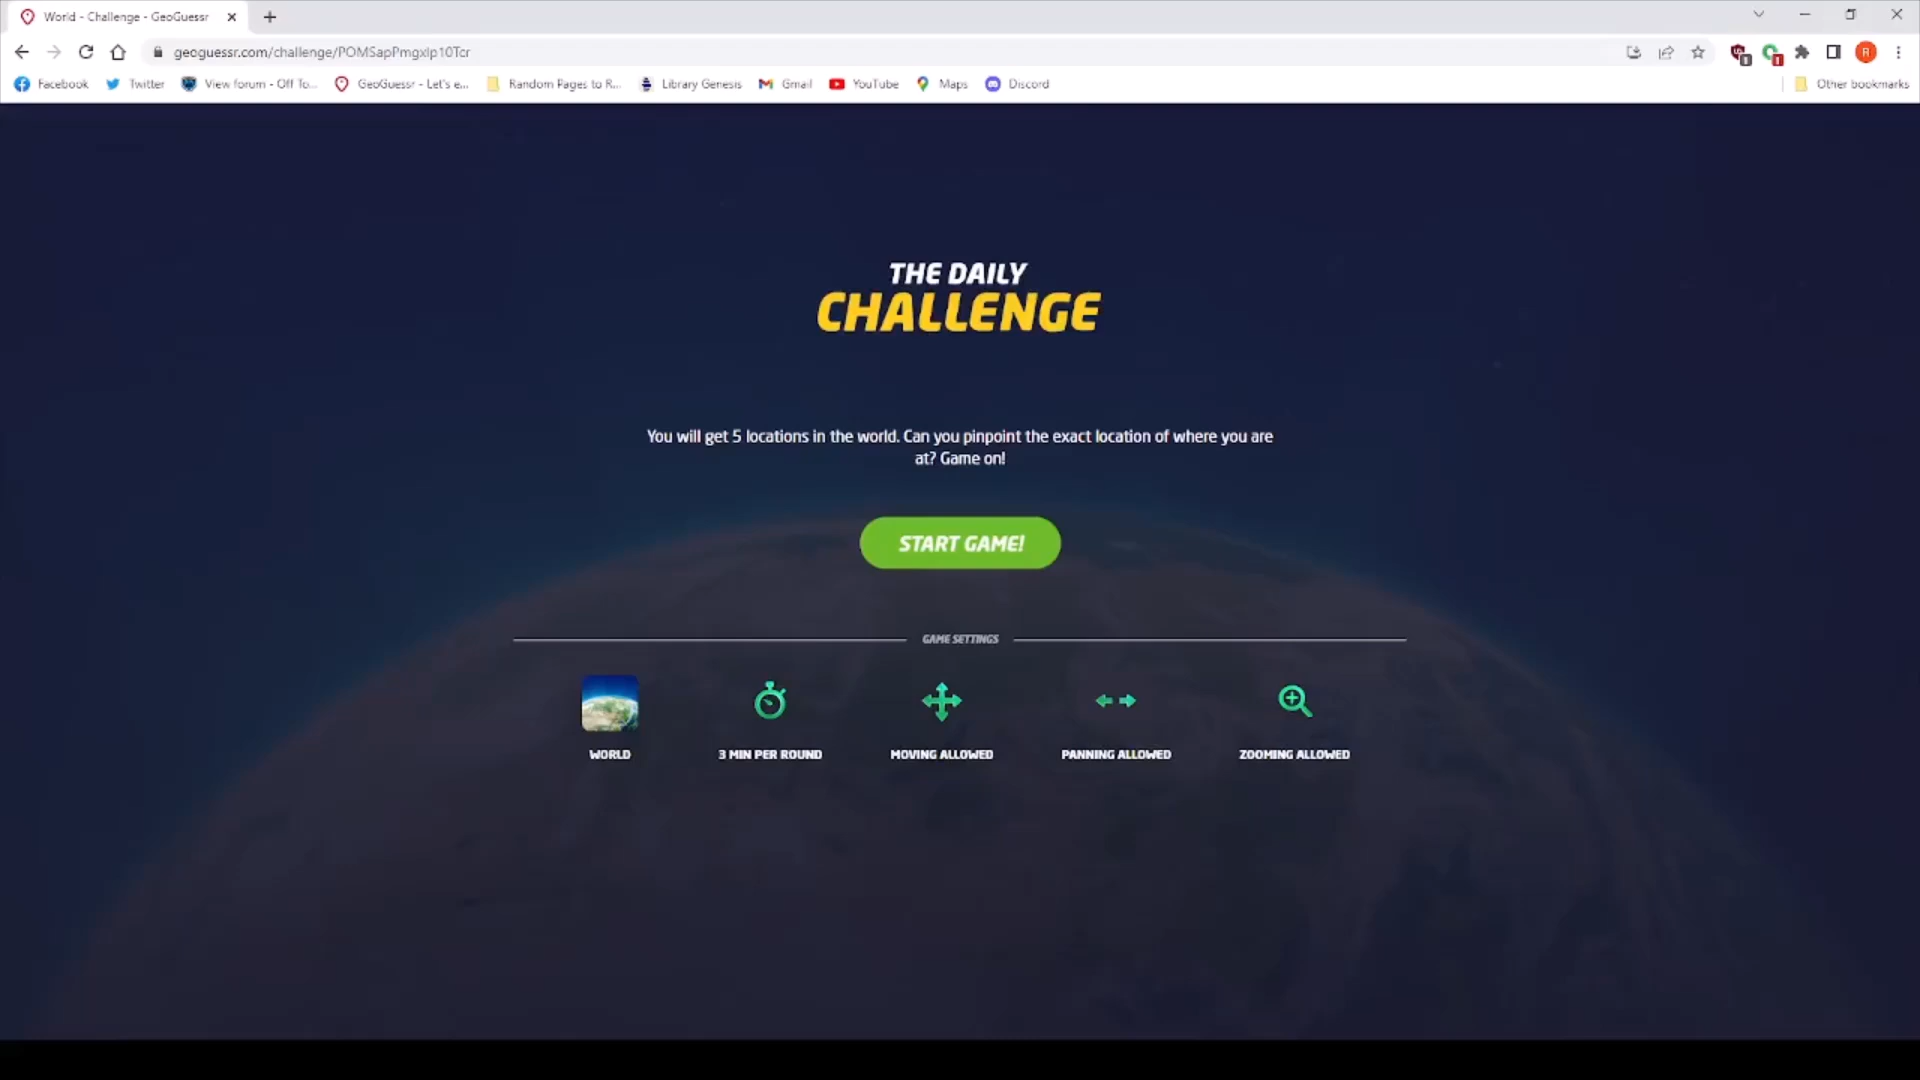 World - Challenge - GeoGuessr
geoguessr.com/challenge/POMSapPmgxlp10Tcr
Facebook Twitter View forum - Off To... GeoGuessr - Let's e... Random Pages to R... Library Genesis Gmail YouTube Maps Discord Other bookmarks
THE DAILY
CHALLENGE
You will get 5 locations in the world. Can you pinpoint the exact location of where you are
at? Game on!
START GAME!
GAME SETTINGS
WORLD 3 MIN PER ROUND MOVING ALLOWED PANNING ALLOWED ZOOMING ALLOWED